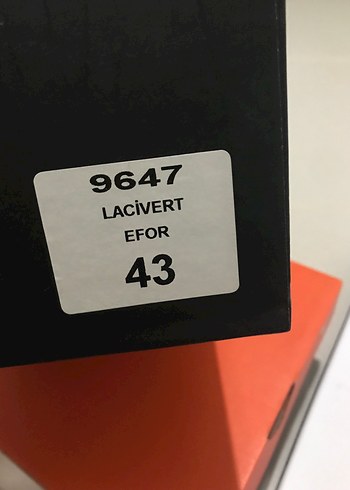 9647
LACİVERT
EFOR
43